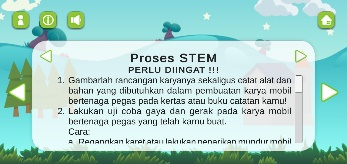 Proses STEM
PERLU DIINGAT !!!
1. Gambarlah rancangan karyanya sekaligus catat alat dan
bahan yang dibutuhkan dalam pembuatan karya mobil
bertenaga pegas pada kertas atau buku catatan kamu!
2. Lakukan uji coba gaya dan gerak pada karya mobil
bertenaga pegas yang telah kamu buat.
Cara:
a. Regangkan karet atau lakukan penarikan mundur mobil